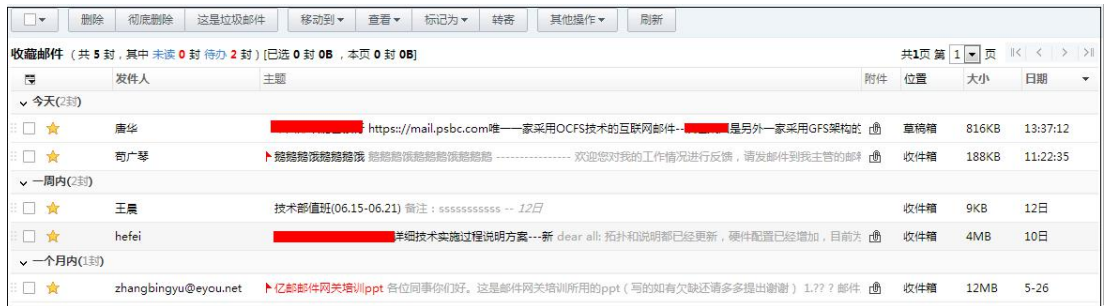 删除 彻底删除 这是垃圾邮件 移动到 查看 标记为 转寄 其他操作 刷新
收藏邮件 (共 5 封，其中 未读 0 封 待办 2 封) [已选 0 封 0B ，本页 0 封 0B] 共1页 第 1 页
发件人 主题 附件 位置 大小 日期
今天(2封)
唐华 https://mail.psbc.com唯一一家采用OCFS技术的互联网邮件-- 是另外一家采用GFS架构的 草稿箱 816KB 13:37:12
苟广琴 ---------------- 欢迎您对我的工作情况进行反馈，请发邮件到我主管的邮 收件箱 188KB 11:22:35
一周内(2封)
王晨 技术部值班(06.15-06.21) 备注：sssssssssss -- 12日 收件箱 9KB 12日
hefei 详细技术实施过程说明方案---新 dear all: 拓扑和说明都已经更新，硬件配置已经增加，目前为 收件箱 4MB 10日
一个月内(1封)
zhangbingyu@eyou.net 亿邮邮件网关培训ppt 各位同事你们好。这是邮件网关培训所用的ppt（写的如有欠缺还请多多提出谢谢）1.?? ? 邮件 收件箱 12MB 5-26